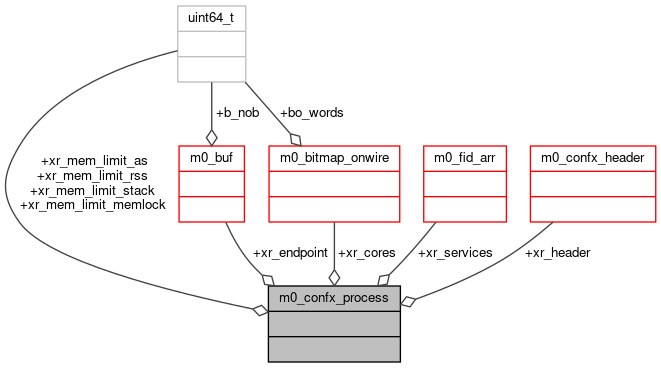 uint64_t
+b_nob
+bo_words
+xr_mem_limit_as
+xr_mem_limit_rss
+xr_mem_limit_stack
+xr_mem_limit_memlock
m0_buf
m0_bitmap_onwire
m0_fid_arr
m0_confx_header
+xr_endpoint
+xr_cores
+xr_services
+xr_header
m0_confx_process